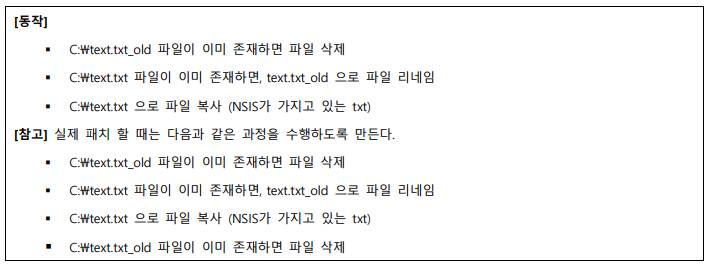 [동작]
▪ C:₩text.txt_old 파일이 이미 존재하면 파일 삭제
▪ C:₩text.txt 파일이 이미 존재하면, text.txt_old 으로 파일 리네임
▪ C:₩text.txt 으로 파일 복사 (NSIS가 가지고 있는 txt)
[참고] 실제 패치 할 때는 다음과 같은 과정을 수행하도록 만든다.
▪ C:₩text.txt_old 파일이 이미 존재하면 파일 삭제
▪ C:₩text.txt 파일이 이미 존재하면, text.txt_old 으로 파일 리네임
▪ C:₩text.txt 으로 파일 복사 (NSIS가 가지고 있는 txt)
▪ C:₩text.txt_old 파일이 이미 존재하면 파일 삭제